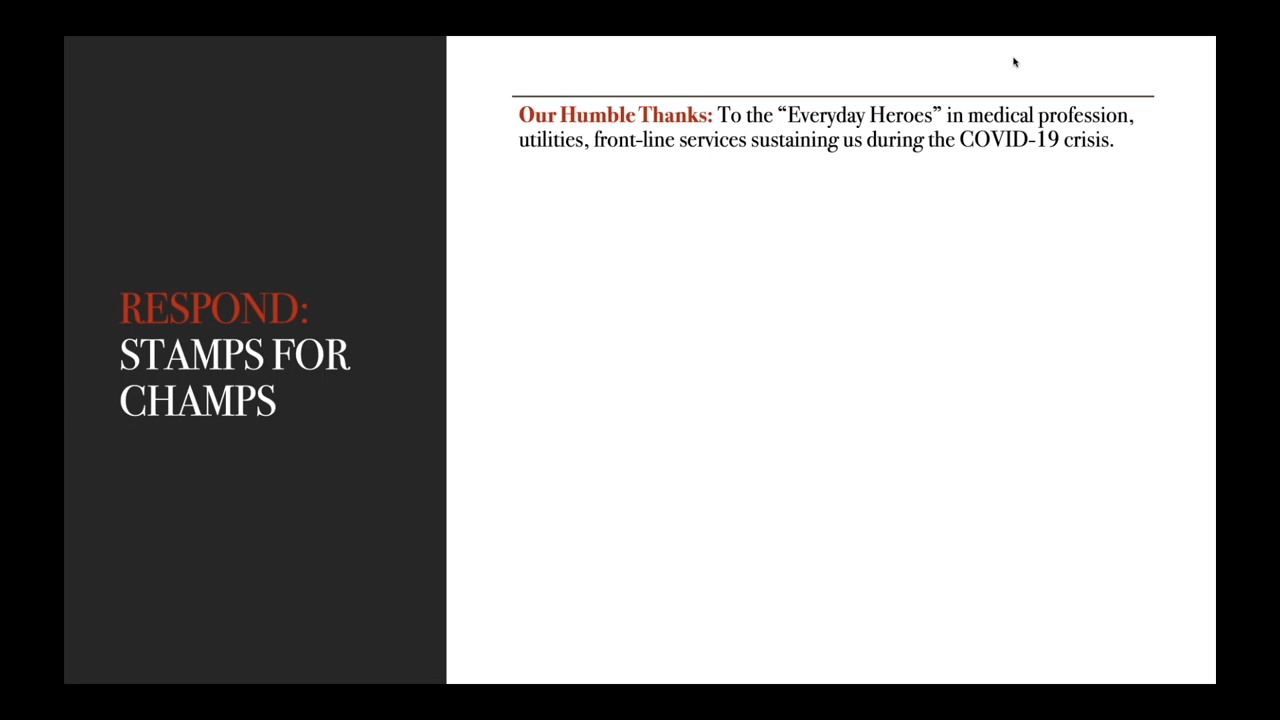 RESPOND:
STAMPS FOR
CHAMPS
Our Humble Thanks: To the “Everyday Heroes” in medical profession,
utilities, front-line services sustaining us during the COVID-19 crisis.